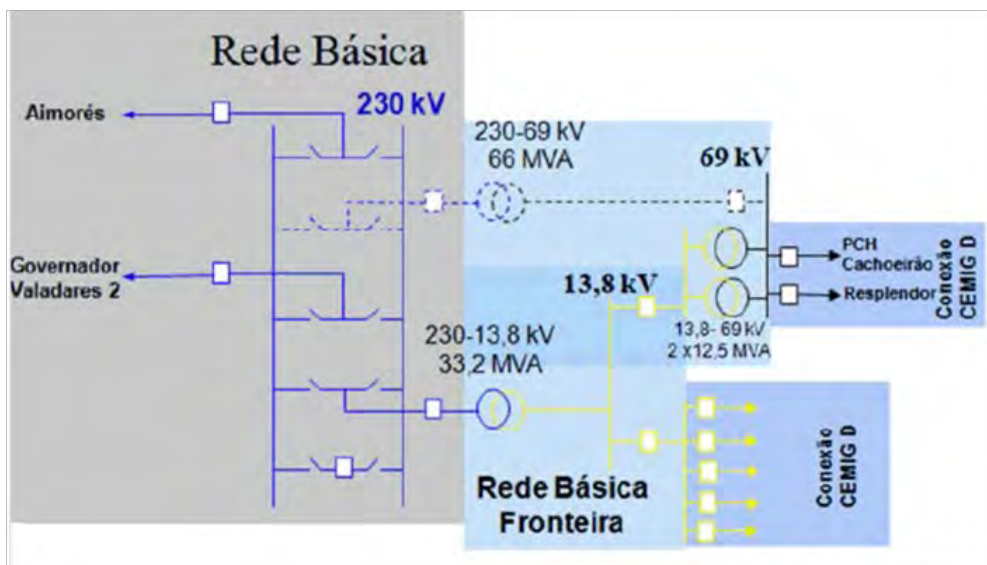 Rede Básica
Aimorés
230 kV
230-69 kV
66 MVA
69 kV
PCH
Cachoeirão
Resplendor
Conexão
CEMIG D
Governador
Valadares 2
13,8 kV
230-13,8 kV
33,2 MVA
13,8- 69 kV
2 x12,5 MVA
Rede Básica
Fronteira
Conexão
CEMIG D